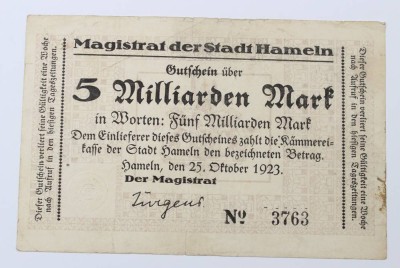 Magistrat der Stadt Hameln
Gutschein über
5 Milliarden Mark
in Worten: Fünf Milliarden Mark
Dem Einlieferer dieses Gutscheines zahlt die Kämmerei-
kasse der Stadt Hameln den bezeichneten Betrag.
Hameln, den 25. Oktober 1923.
Der Magistrat
Jürgens
№ 3763
Dieser Gutschein verliert seine Gültigkeit eine Woche
nach Aufruf in den hiesigen Tageszeitungen.
Dieser Gutschein verliert seine Gültigkeit eine Woche
nach Aufruf in den hiesigen Tageszeitungen.